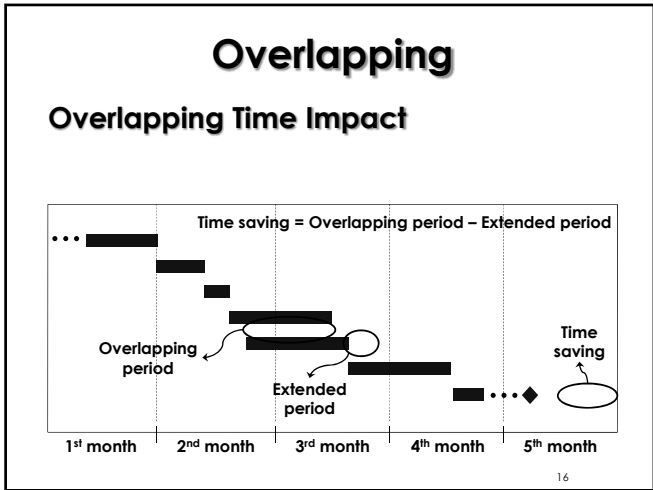 Overlapping
Overlapping Time Impact
Time saving = Overlapping period – Extended period
Overlapping
period
Extended
period
Time
saving
1st month
2nd month
3rd month
4th month
5th month
16